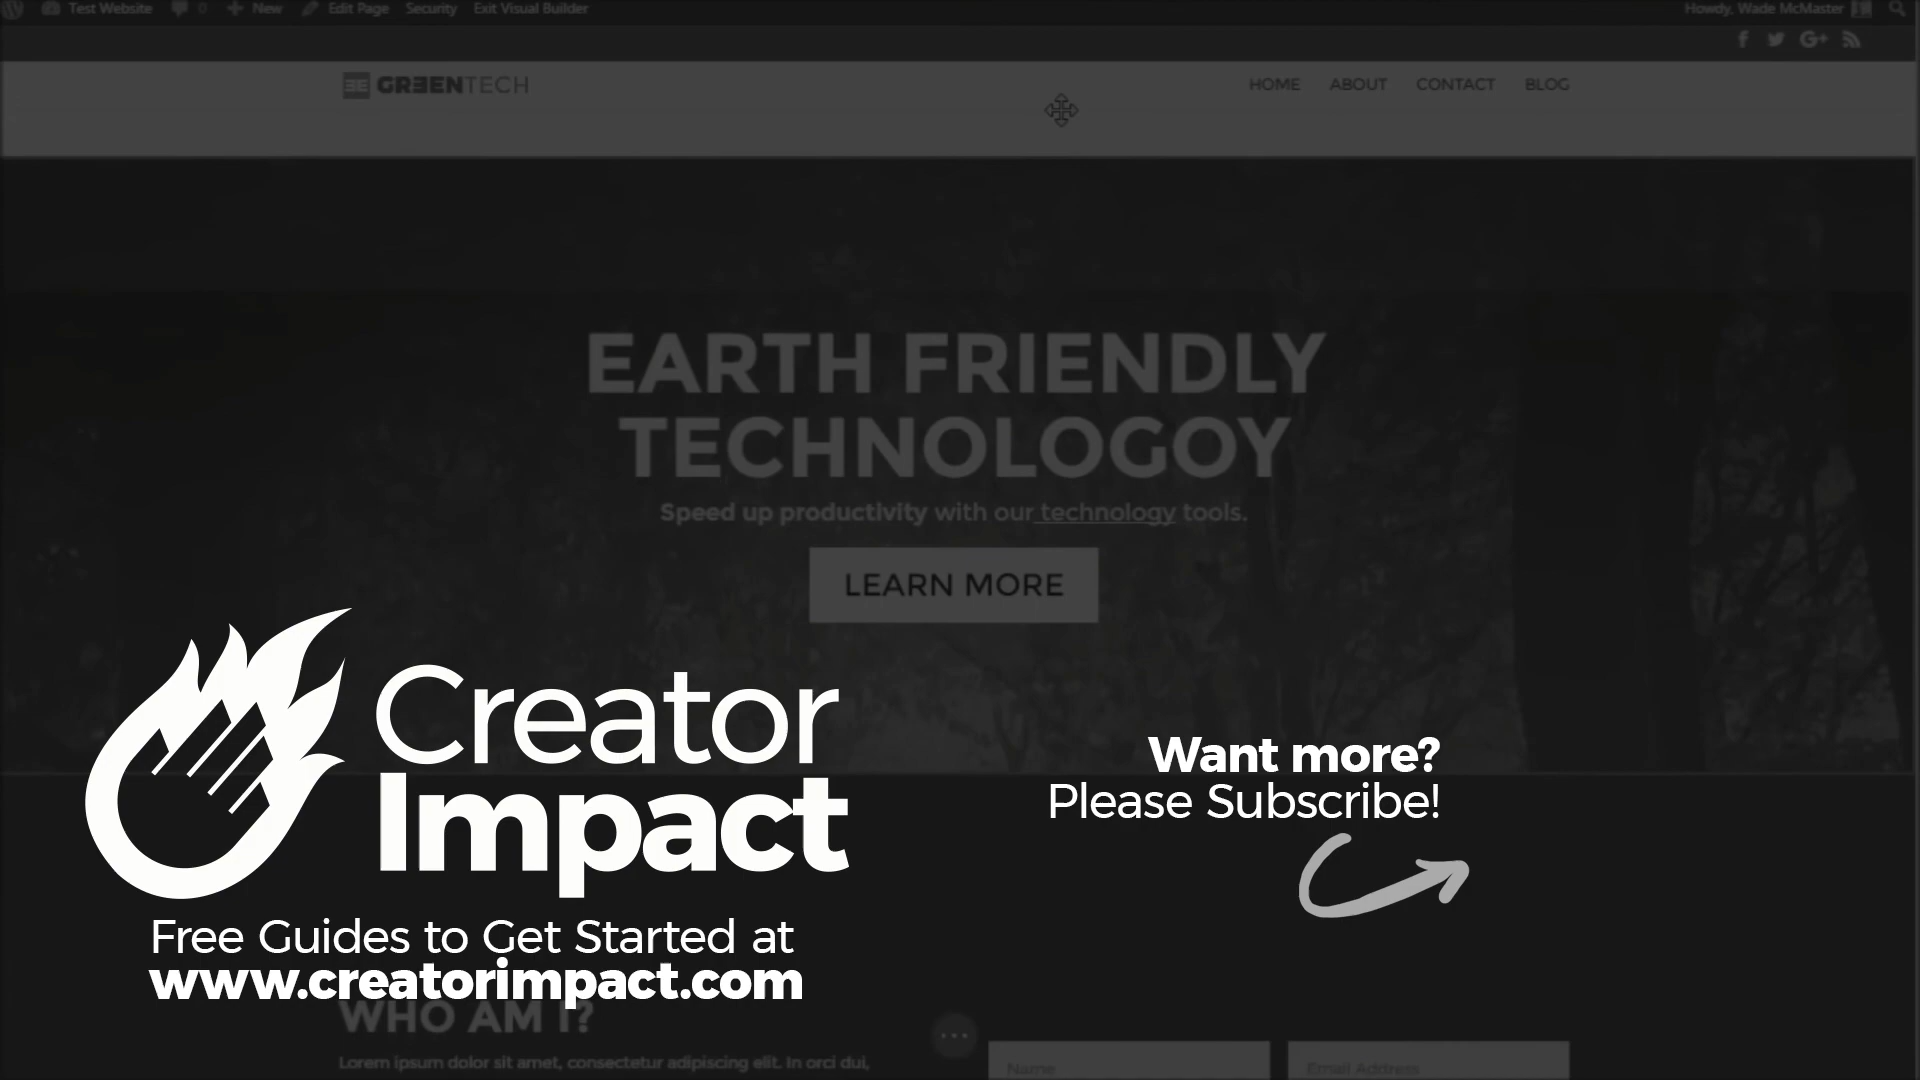 Test Website 0 New Edit Page Security Exit Visual Builder Howdy, Wade McMaster
GREENTECH HOME ABOUT CONTACT BLOG
EARTH FRIENDLY
TECHNOLOGOY
Speed up productivity with our technology tools.
LEARN MORE
Creator
Impact
Want more?
Please Subscribe!
Free Guides to Get Started at
www.creatorimpact.com
WHO AM I?
Lorem ipsum dolor sit amet, consectetur adipiscing elit. In orci dui,
Name Email Address